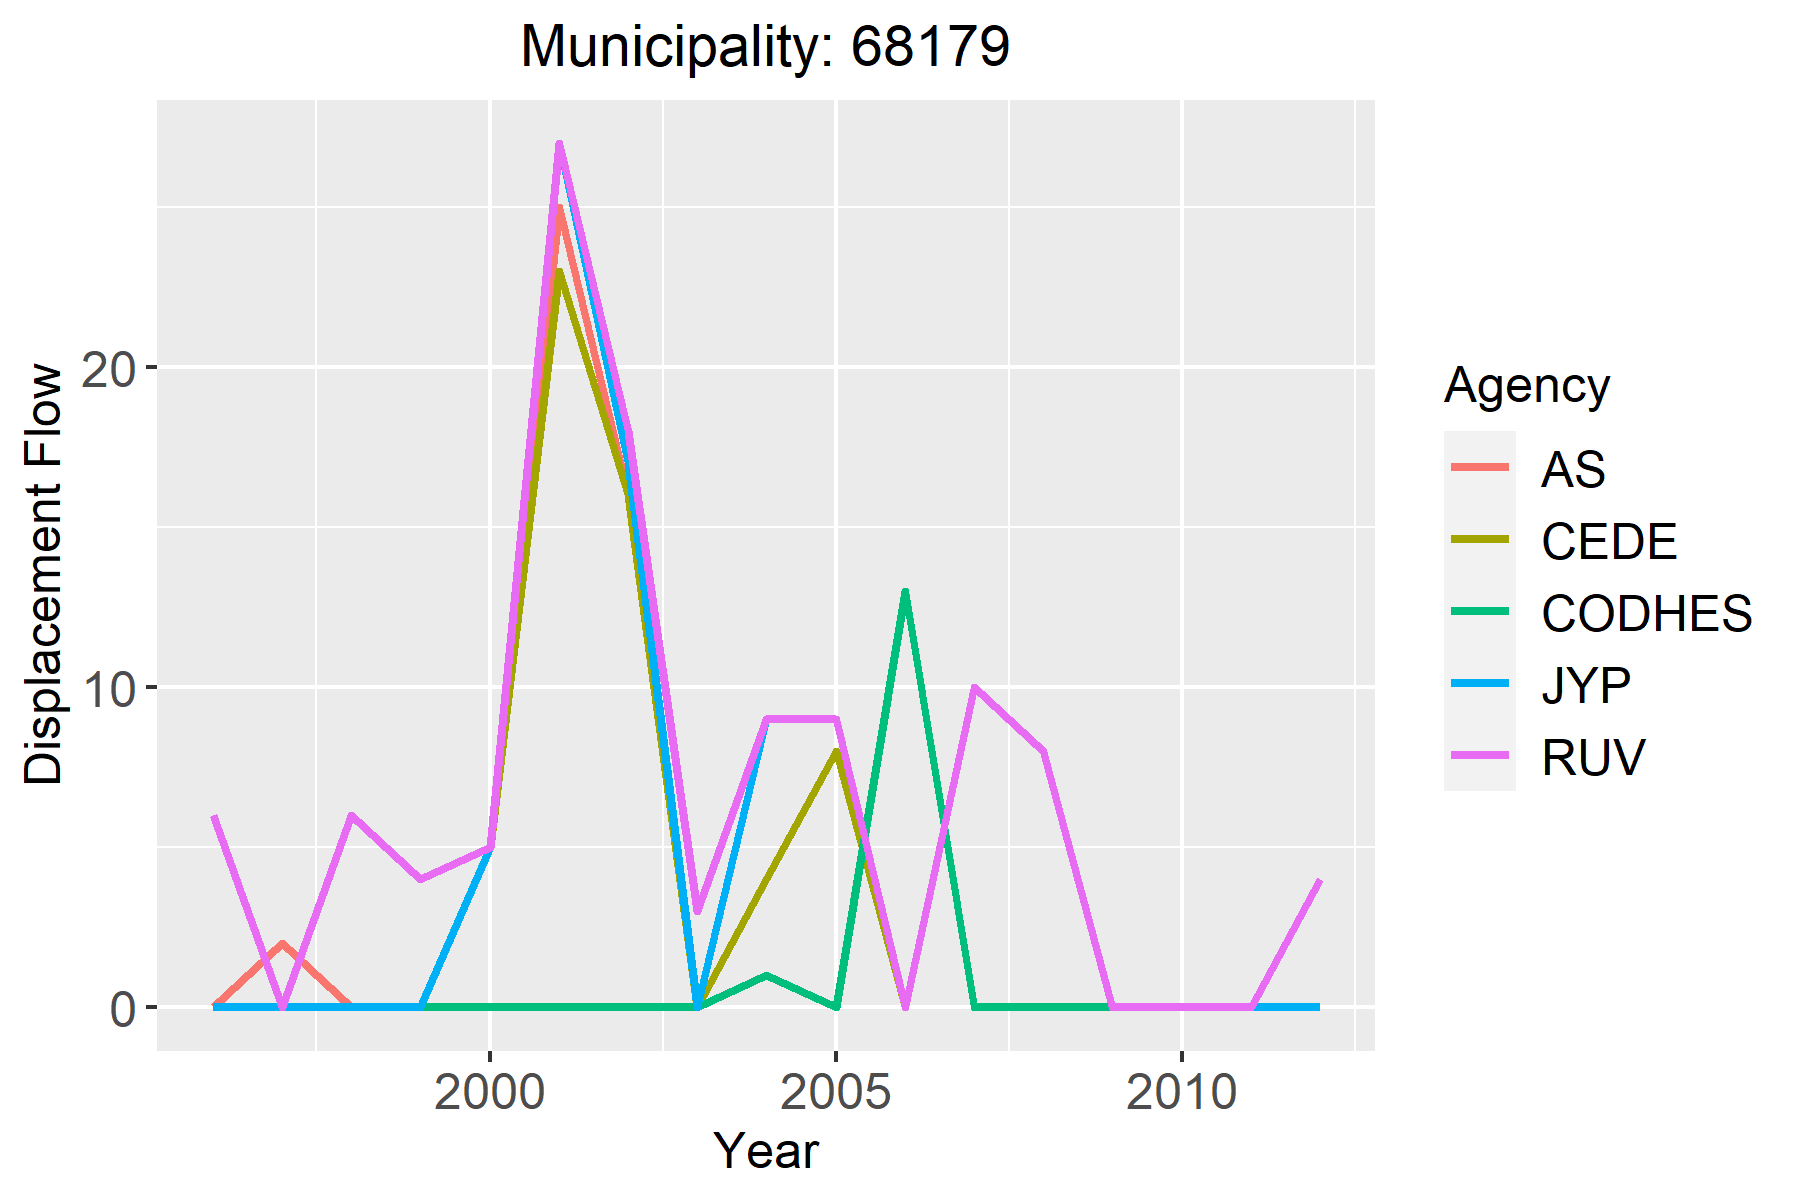 Municipality: 68179
Displacement Flow
20
10
0
2000 2005 2010
Year
Agency
AS
CEDE
CODHES
JYP
RUV